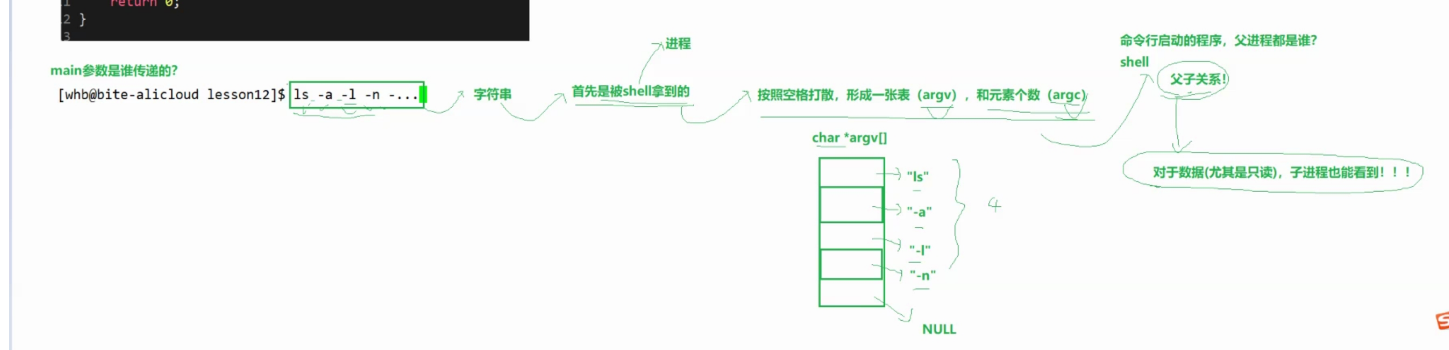 return 0;
12 }
13
main参数是谁传递的?
[whb@bite-alicloud lesson12]$ ls -a -l -n -...
字符串
首先是被shell拿到的
进程
按照空格打散，形成一张表（argv），和元素个数（argc）
命令行启动的程序，父进程都是谁?
shell
父子关系!
对于数据(尤其是只读)，子进程也能看到！！！
char *argv[]
"ls"
"-a"
"-l"
"-n"
4
NULL